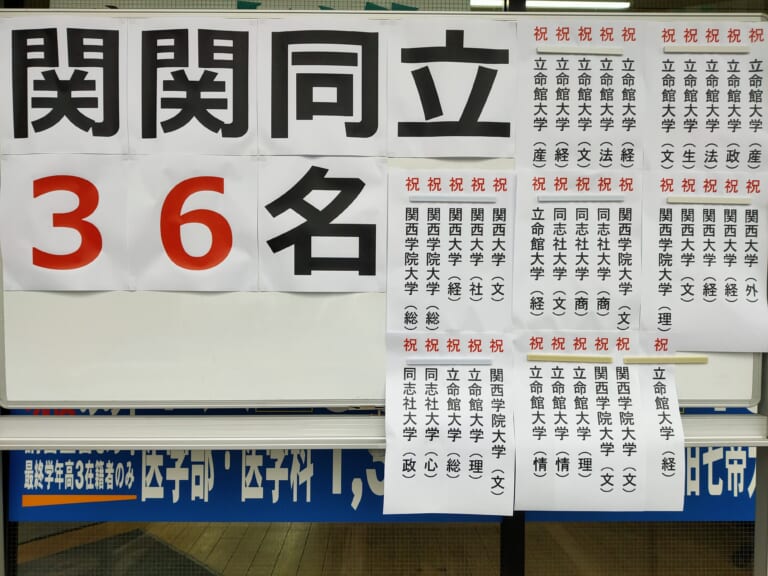 関関同立
36名
祝 立命館大学（経）
祝 立命館大学（法）
祝 立命館大学（文）
祝 立命館大学（経）
祝 立命館大学（産）
祝 立命館大学（産）
祝 立命館大学（政）
祝 立命館大学（法）
祝 立命館大学（生）
祝 立命館大学（文）
祝 関西大学（文）
祝 関西大学（社）
祝 関西大学（経）
祝 関西学院大学（総）
祝 関西学院大学（総）
祝 関西学院大学（文）
祝 同志社大学（商）
祝 同志社大学（商）
祝 同志社大学（文）
祝 立命館大学（経）
祝 関西大学（外）
祝 関西大学（経）
祝 関西大学（経）
祝 関西大学（文）
祝 関西学院大学（理）
祝 関西学院大学（文）
祝 立命館大学（理）
祝 立命館大学（総）
祝 同志社大学（心）
祝 同志社大学（政）
祝 関西学院大学（文）
祝 関西学院大学（文）
祝 立命館大学（理）
祝 立命館大学（情）
祝 立命館大学（情）
祝 立命館大学（経）
最終学年高3在籍者のみ
医学部・医学科
旧七帝大